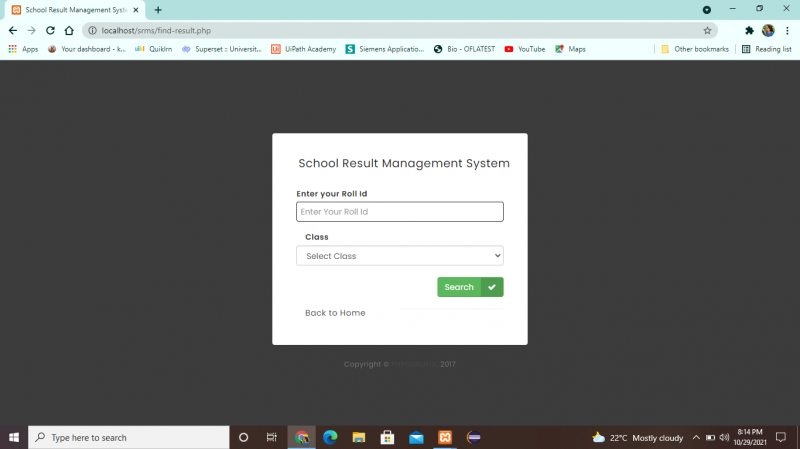 School Result Management Syste
localhost/srms/find-result.php
Apps Your dashboard - k... Quiklrn Superset :: Universit... UiPath Academy Siemens Applicatio... Bio - OFLATEST YouTube Maps Other bookmarks Reading list
School Result Management System
Enter your Roll Id
Enter Your Roll Id
Class
Select Class
Search
Back to Home
Copyright © 2017
Type here to search
22°C Mostly cloudy
8:14 PM
10/29/2021